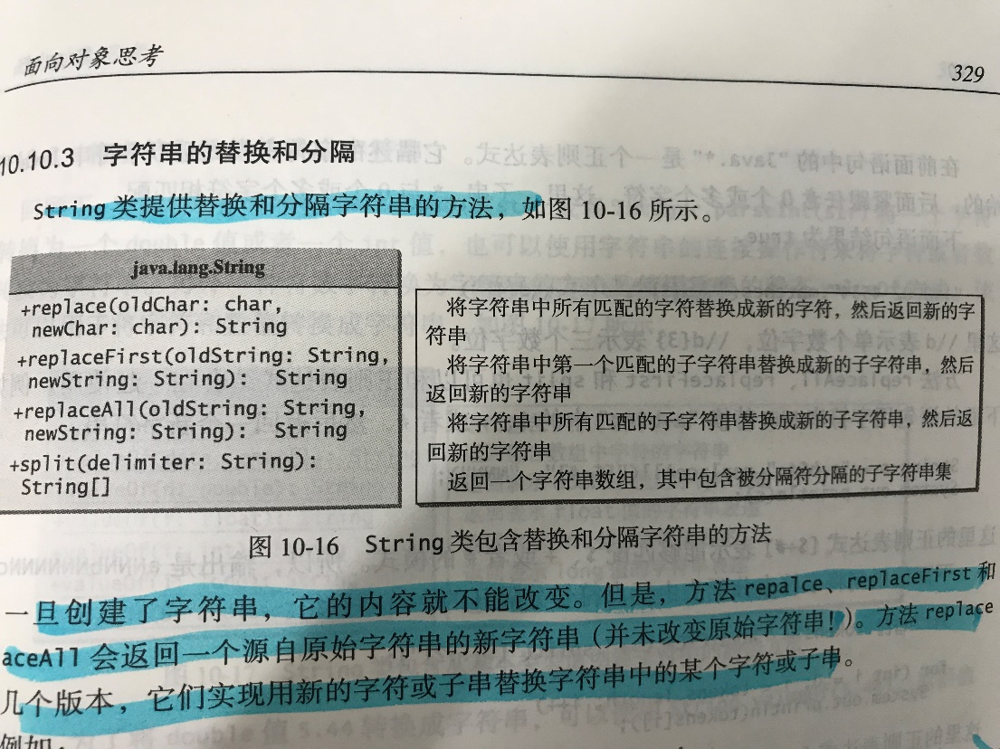 面向对象思考
329
10.10.3 字符串的替换和分隔
String 类提供替换和分隔字符串的方法，如图 10-16 所示。
java.lang.String
+replace(oldChar: char,
newChar: char): String
+replaceFirst(oldString: String,
newString: String): String
+replaceAll(oldString: String,
newString: String): String
+split(delimiter: String):
String[]
将字符串中所有匹配的字符替换成新的字符，然后返回新的字
符串
将字符串中第一个匹配的子字符串替换成新的子字符串，然后
返回新的字符串
将字符串中所有匹配的子字符串替换成新的子字符串，然后返
回新的字符串
返回一个字符串数组，其中包含被分隔符分隔的子字符串集
图 10-16 String 类包含替换和分隔字符串的方法
一旦创建了字符串，它的内容就不能改变。但是，方法 repalce、replaceFirst 和
aceAll 会返回一个源自原始字符串的新字符串（并未改变原始字符串！）。方法 replace
几个版本，它们实现用新的字符或子串替换字符串中的某个字符或子串。
例如：